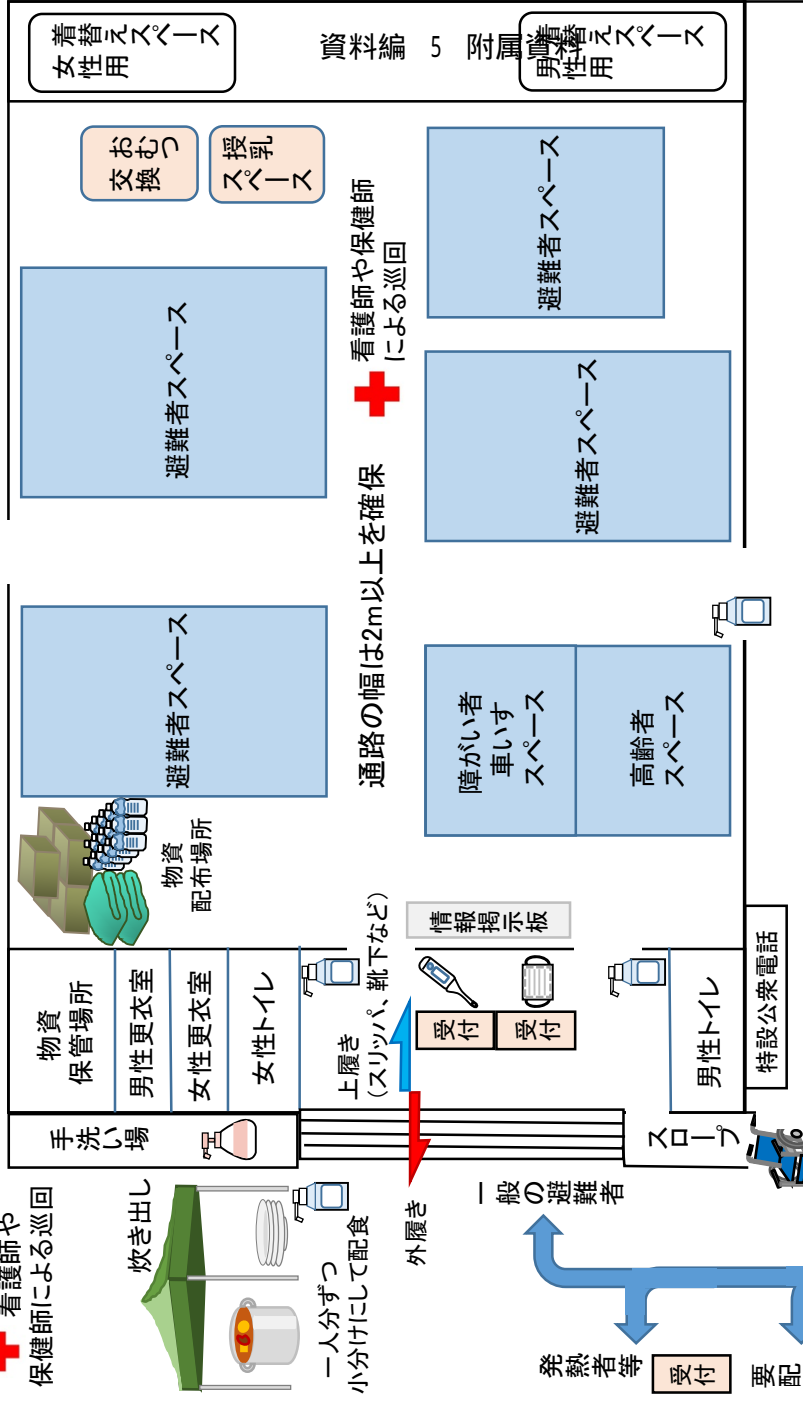 資料編　5　附属資料
女性用
着替えスペース
男性用
着替えスペース
おむつ
交換
授乳
スペース
避難者スペース
避難者スペース
避難者スペース
避難者スペース
看護師や保健師
による巡回
通路の幅は2m以上を確保
障がい者
車いす
スペース
高齢者
スペース
物資
配布場所
情報掲示板
物資
保管場所
男性更衣室
女性更衣室
女性トイレ
上履き
(スリッパ、靴下など)
受付
受付
男性トイレ
特設公衆電話
手洗い場
スロープ
外履き
看護師や
保健師による巡回
炊き出し
一人分ずつ
小分けにして配食
一般の避難者
発熱者等
受付
要配